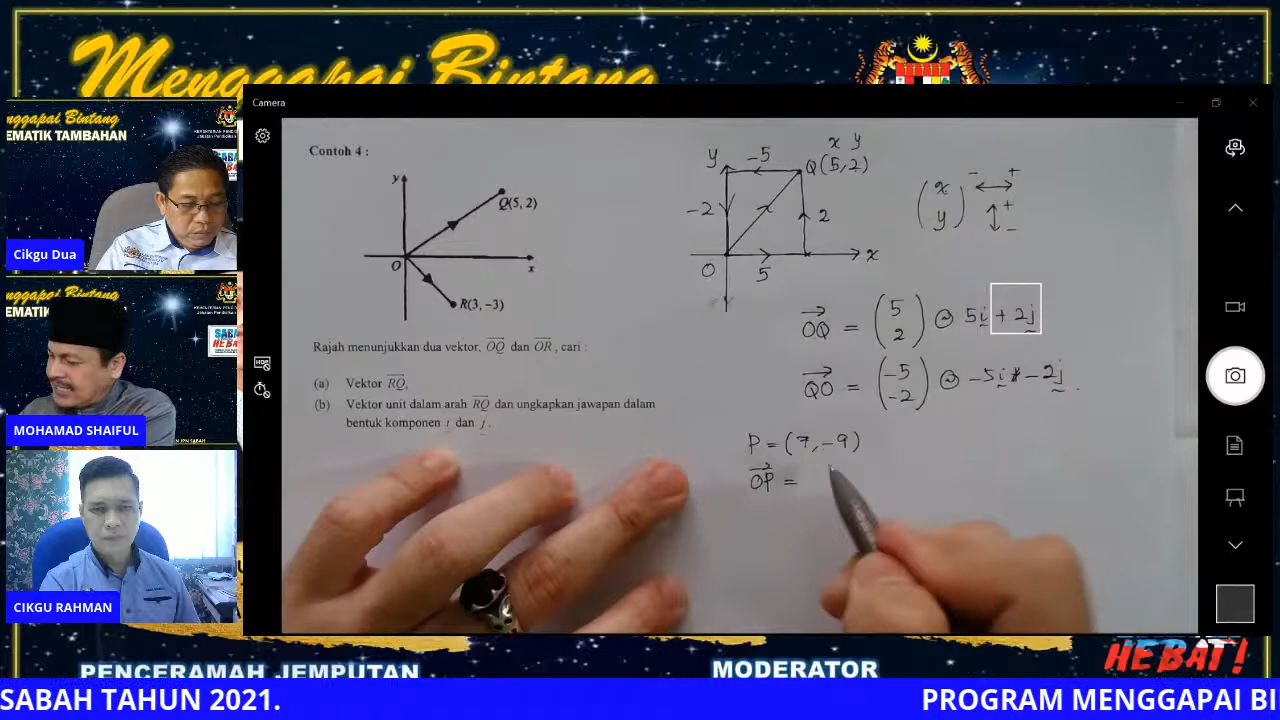 Menggapai Bintang
nggapai Bintang
EMATIK TAMBAHAN
Cikgu Dua
nggapai Bintang
EMATIK TAMBAHAN
MOHAMAD SHAIFUL
CIKGU RAHMAN
Camera
Contoh 4 :
y
Q(5, 2)
O
x
R(3, −3)
Rajah menunjukkan dua vektor, OQ dan OR, cari :
(a) Vektor RQ,
(b) Vektor unit dalam arah RQ dan ungkapkan jawapan dalam
bentuk komponen i dan j.
x y
y −5 Q(5,2)
−2 2
O 5 x
(x y) − ↔ +
↕ + −
OQ = (5 2) @ 5i + 2j
QO = (−5 −2) @ −5i − 2j.
P = (7, −9)
OP =
HDR
PENCERAMAH JEMPUTAN
MODERATOR
HEBAT!
SABAH TAHUN 2021.
PROGRAM MENGGAPAI BI